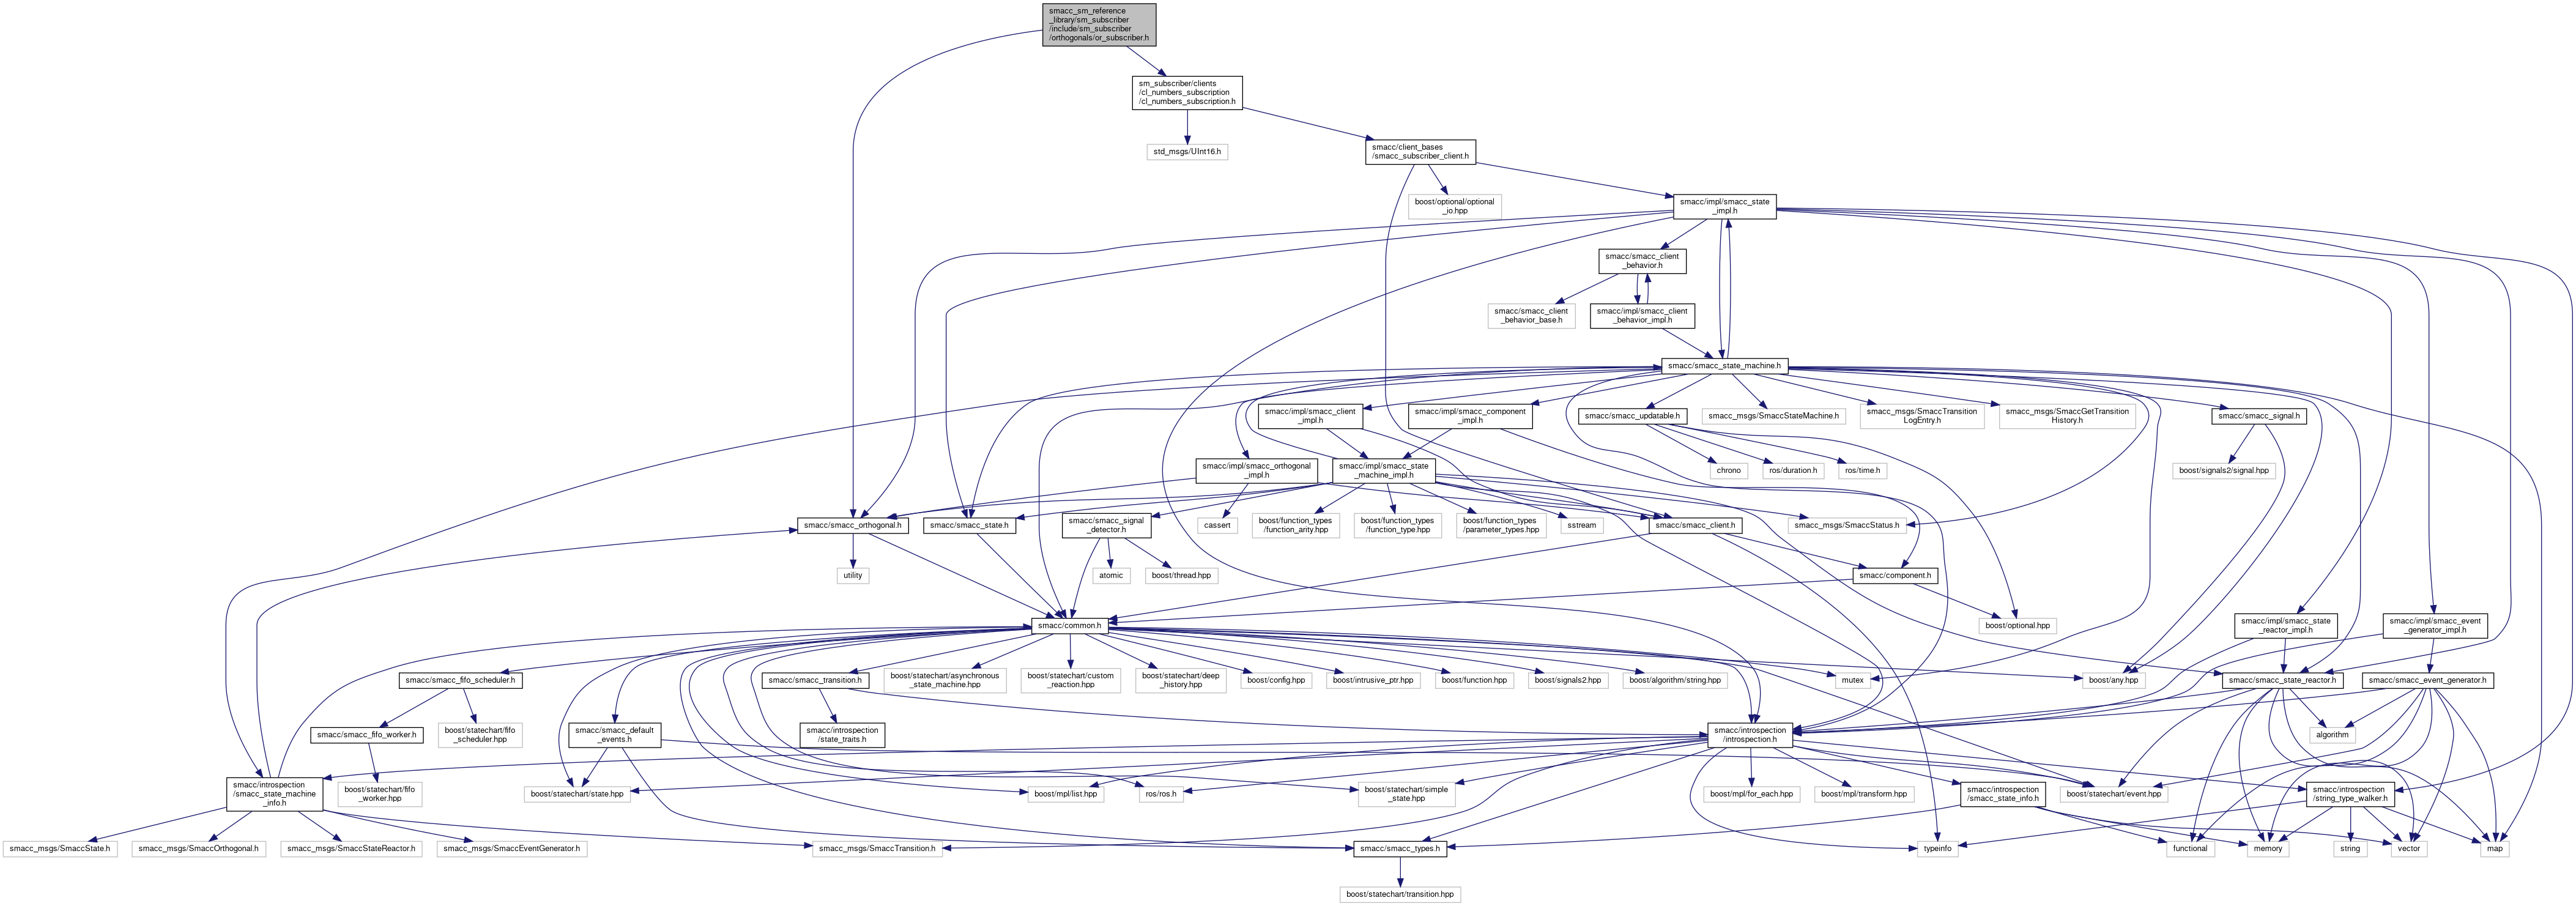 smacc_sm_reference
_library/sm_subscriber
/include/sm_subscriber
/orthogonals/or_subscriber.h
sm_subscriber/clients
/cl_numbers_subscription
/cl_numbers_subscription.h
std_msgs/UInt16.h
smacc/client_bases
/smacc_subscriber_client.h
boost/optional/optional
_io.hpp
smacc/impl/smacc_state
_impl.h
smacc/smacc_client
_behavior.h
smacc/smacc_client
_behavior_base.h
smacc/impl/smacc_client
_behavior_impl.h
smacc/smacc_state_machine.h
smacc/impl/smacc_client
_impl.h
smacc/impl/smacc_component
_impl.h
smacc/smacc_updatable.h
smacc_msgs/SmaccStateMachine.h
smacc_msgs/SmaccTransition
LogEntry.h
smacc_msgs/SmaccGetTransition
History.h
smacc/smacc_signal.h
smacc/impl/smacc_orthogonal
_impl.h
smacc/impl/smacc_state
_machine_impl.h
chrono
ros/duration.h
ros/time.h
boost/signals2/signal.hpp
smacc/smacc_orthogonal.h
smacc/smacc_state.h
smacc/smacc_signal
_detector.h
cassert
boost/function_types
/function_arity.hpp
boost/function_types
/function_type.hpp
boost/function_types
/parameter_types.hpp
sstream
smacc/smacc_client.h
smacc_msgs/SmaccStatus.h
utility
atomic
boost/thread.hpp
smacc/component.h
smacc/common.h
boost/optional.hpp
smacc/impl/smacc_state
_reactor_impl.h
smacc/impl/smacc_event
_generator_impl.h
smacc/smacc_fifo_scheduler.h
smacc/smacc_transition.h
boost/statechart/asynchronous
_state_machine.hpp
boost/statechart/custom
_reaction.hpp
boost/statechart/deep
_history.hpp
boost/config.hpp
boost/intrusive_ptr.hpp
boost/function.hpp
boost/signals2.hpp
boost/algorithm/string.hpp
mutex
boost/any.hpp
smacc/smacc_state_reactor.h
smacc/smacc_event_generator.h
smacc/smacc_fifo_worker.h
boost/statechart/fifo
_scheduler.hpp
smacc/smacc_default
_events.h
smacc/introspection
/state_traits.h
smacc/introspection
/introspection.h
algorithm
smacc/introspection
/smacc_state_machine
_info.h
boost/statechart/fifo
_worker.hpp
boost/statechart/state.hpp
boost/mpl/list.hpp
ros/ros.h
boost/statechart/simple
_state.hpp
boost/mpl/for_each.hpp
boost/mpl/transform.hpp
smacc/introspection
/smacc_state_info.h
boost/statechart/event.hpp
smacc/introspection
/string_type_walker.h
smacc_msgs/SmaccState.h
smacc_msgs/SmaccOrthogonal.h
smacc_msgs/SmaccStateReactor.h
smacc_msgs/SmaccEventGenerator.h
smacc_msgs/SmaccTransition.h
smacc/smacc_types.h
typeinfo
functional
memory
string
vector
map
boost/statechart/transition.hpp